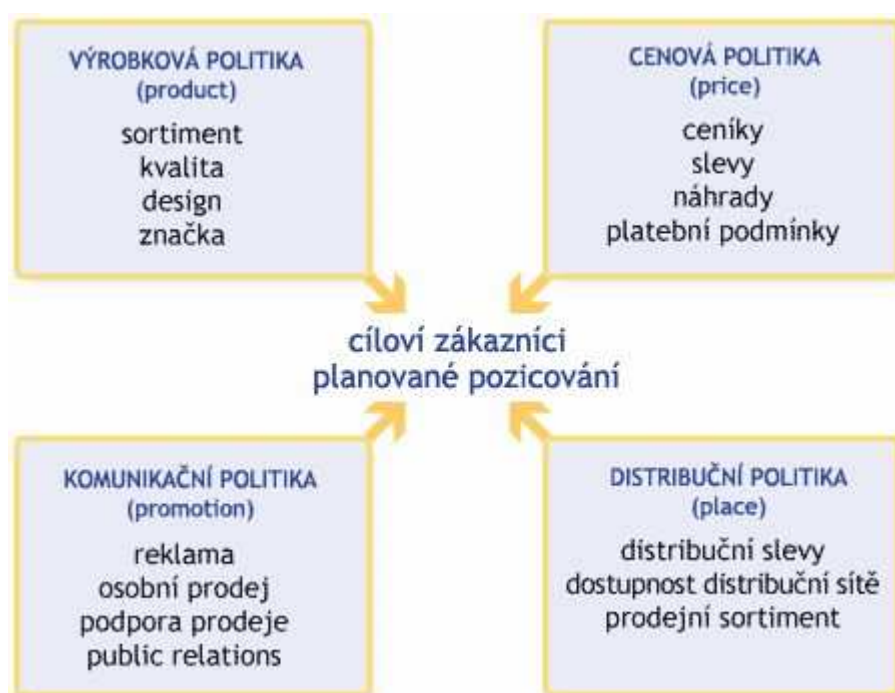 VÝROBKOVÁ POLITIKA
(product)
sortiment
kvalita
design
značka
CENOVÁ POLITIKA
(price)
ceníky
slevy
náhrady
platební podmínky
cíloví zákazníci
planované pozicování
KOMUNIKAČNÍ POLITIKA
(promotion)
reklama
osobní prodej
podpora prodeje
public relations
DISTRIBUČNÍ POLITIKA
(place)
distribuční slevy
dostupnost distribuční sítě
prodejní sortiment